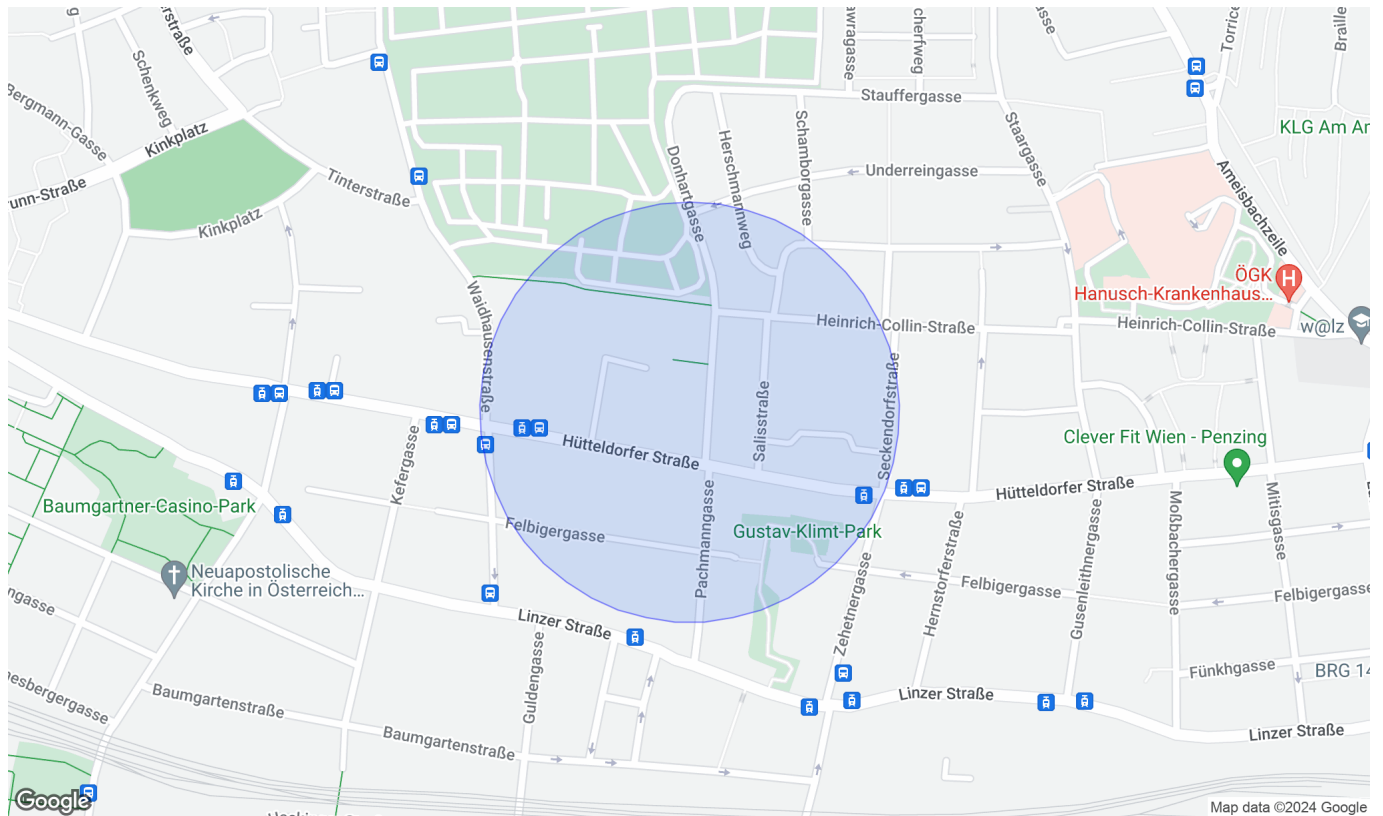 Schenkweg
Bergmann-Gasse
Kinkplatz
unn-Straße
Kinkplatz
Tinterstraße
Stauffergasse
Underreingasse
Staargasse
Schamborgasse
Herschmannweg
Donhartgasse
KLG Am
Ameisbachzeile
ÖGK
Hanusch-Krankenhaus...
Heinrich-Collin-Straße
Heinrich-Collin-Straße
w@lz
Waidhausenstraße
Salisstraße
Seckendorfstraße
Clever Fit Wien - Penzing
Hütteldorfer Straße
Hütteldorfer Straße
Kefergasse
Baumgartner-Casino-Park
Gustav-Klimt-Park
Felbigergasse
Pachmanngasse
Zehetnergasse
Hernstorferstraße
Felbigergasse
Gusenleithnergasse
Moßbachergasse
Mitisgasse
Felbigergasse
Neuapostolische
Kirche in Österreich...
Linzer Straße
Guldengasse
Fünkhgasse
BRG 14
Linzer Straße
Linzer Straße
Baumgartenstraße
Baumgartenstraße
nesbergergasse
Google
Map data ©2024 Google